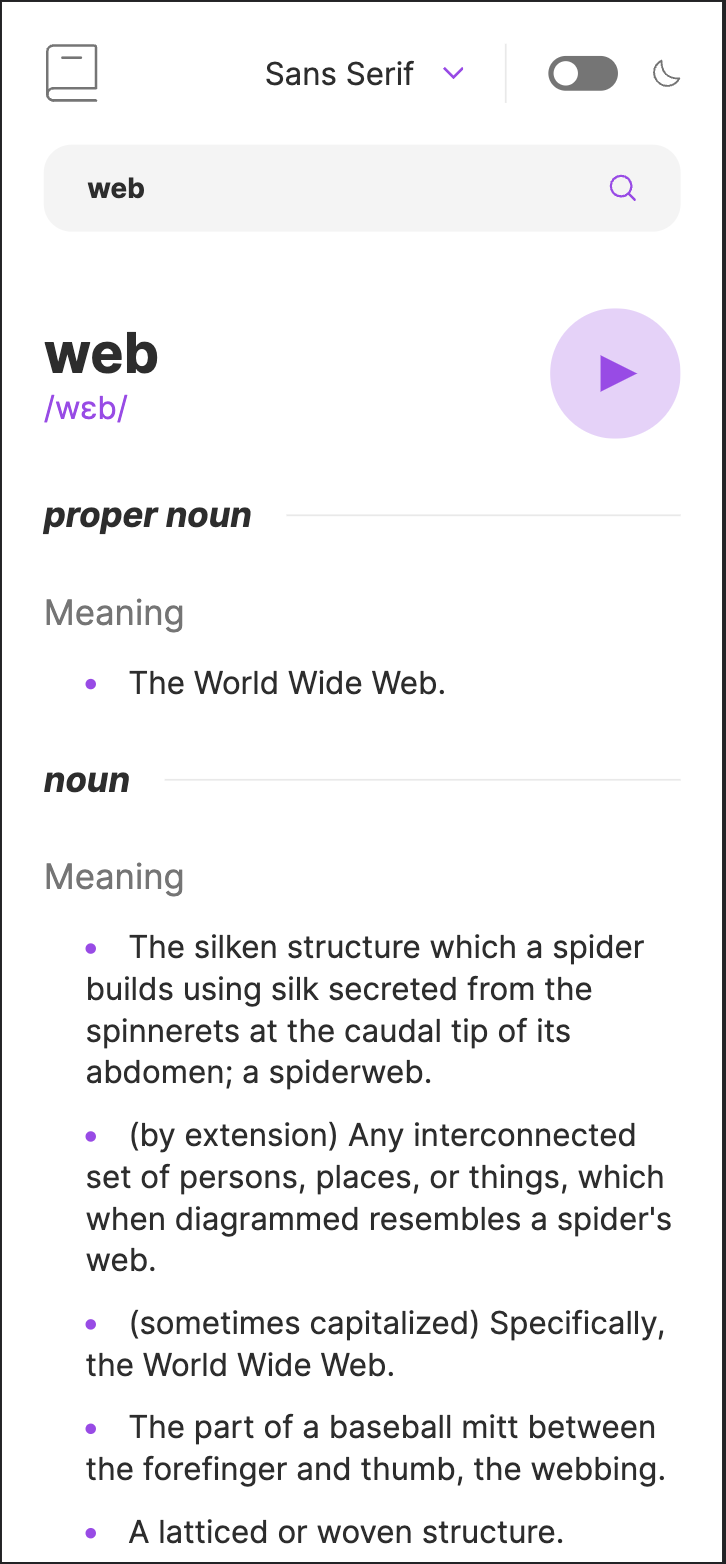 Sans Serif
web
web
/wɛb/
proper noun
Meaning
• The World Wide Web.
noun
Meaning
• The silken structure which a spider
builds using silk secreted from the
spinnerets at the caudal tip of its
abdomen; a spiderweb.
• (by extension) Any interconnected
set of persons, places, or things, which
when diagrammed resembles a spider's
web.
• (sometimes capitalized) Specifically,
the World Wide Web.
• The part of a baseball mitt between
the forefinger and thumb, the webbing.
• A latticed or woven structure.